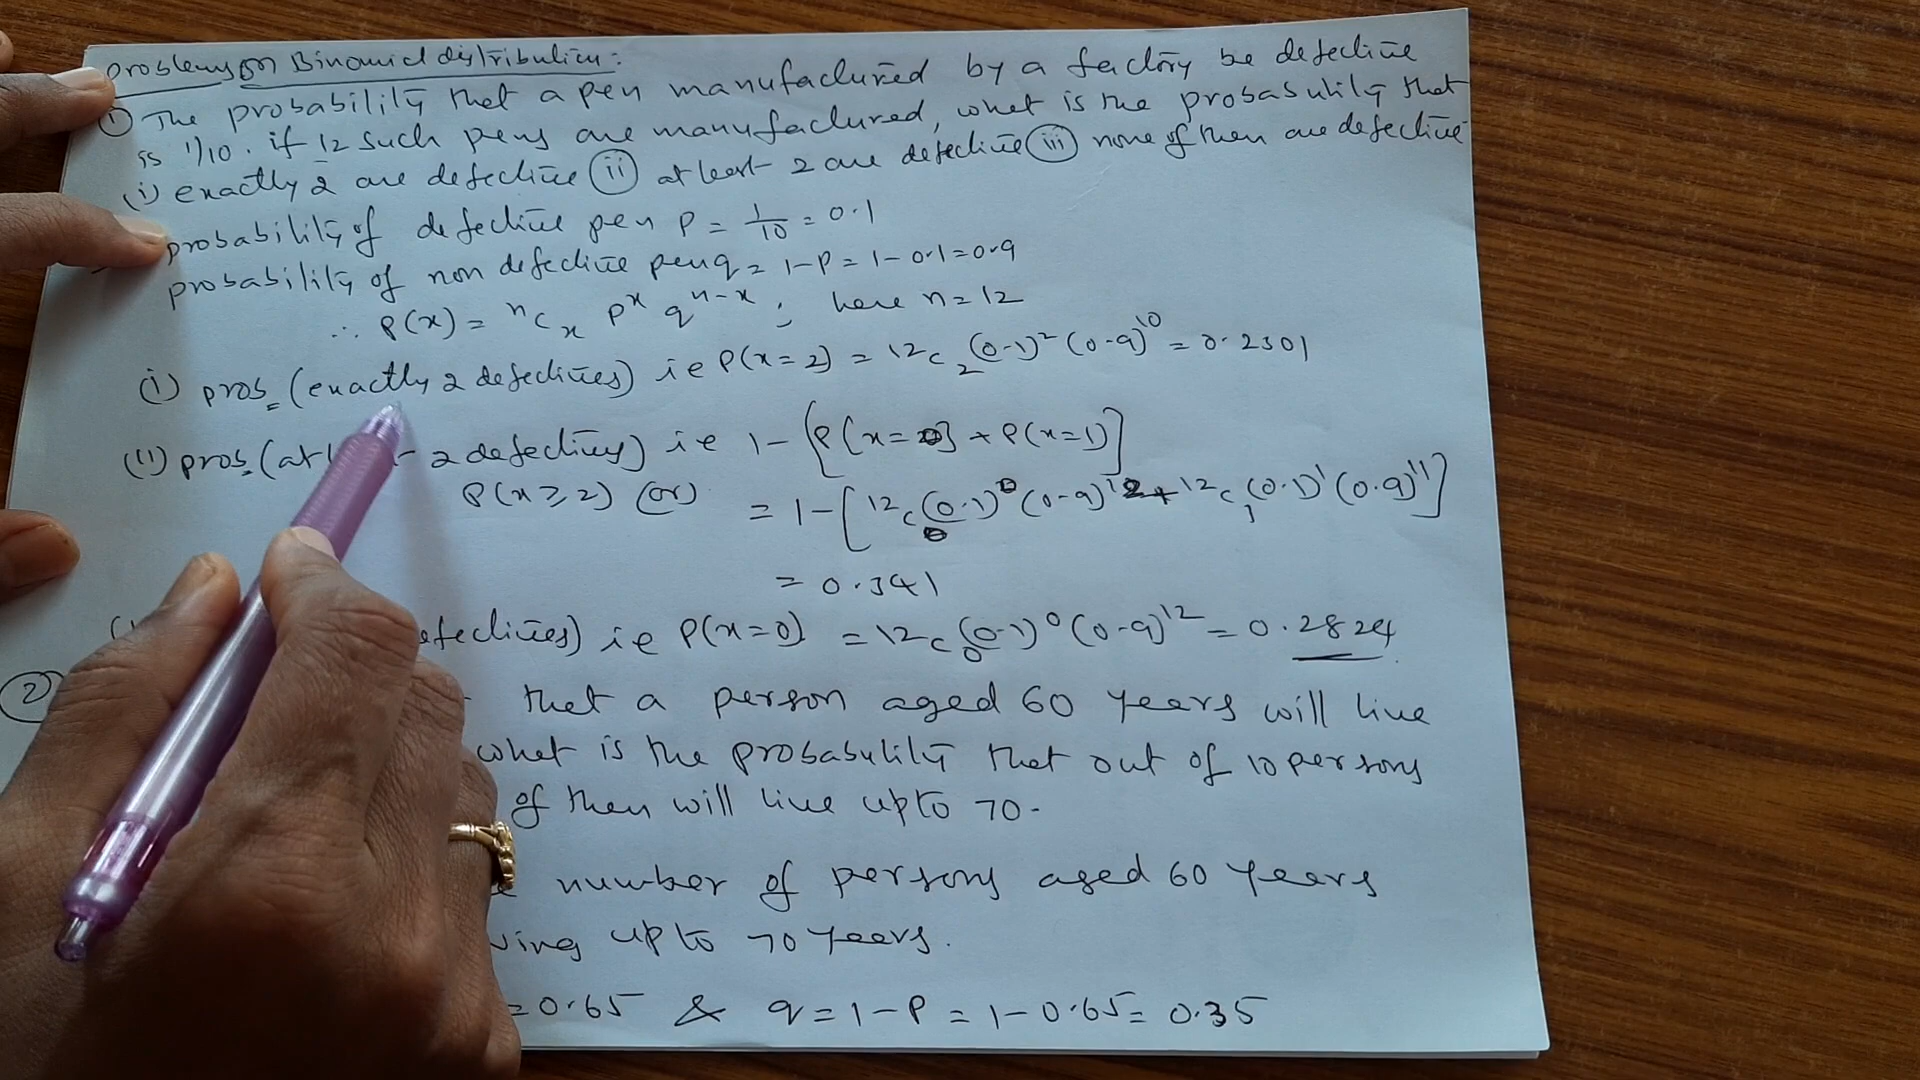 problems on Binomial distribution:
① The probability that a pen manufactured by a factory be defective
is 1/10. if 12 such pens are manufactured, what is the probability that
(i) exactly 2 are defective (ii) at least 2 are defective (iii) none of them are defective
probability of defective pen p = 1/10 = 0.1
probability of non defective pen q = 1-p = 1-0.1 = 0.9
∴ P(x) = ⁿCₓ pˣ qⁿ⁻ˣ ; here n = 12
(i) prob (exactly 2 defectives) ie P(x=2) = 12C₂ (0.1)² (0.9)¹⁰ = 0.2301
(ii) prob (at 2 defectives) ie 1-[P(x=0) + P(x=1)]
P(x≥2) (or) = 1-[12C₀ (0.1)⁰ (0.9)¹² + 12C₁ (0.1)¹ (0.9)¹¹]
= 0.341
defectives) ie P(x=0) = 12C₀ (0.1)⁰ (0.9)¹² = 0.2824
② that a person aged 60 years will live
what is the probability that out of 10 persons
of them will live upto 70.
number of persons aged 60 years
up to 70 years.
= 0.65 & q = 1-p = 1-0.65 = 0.35